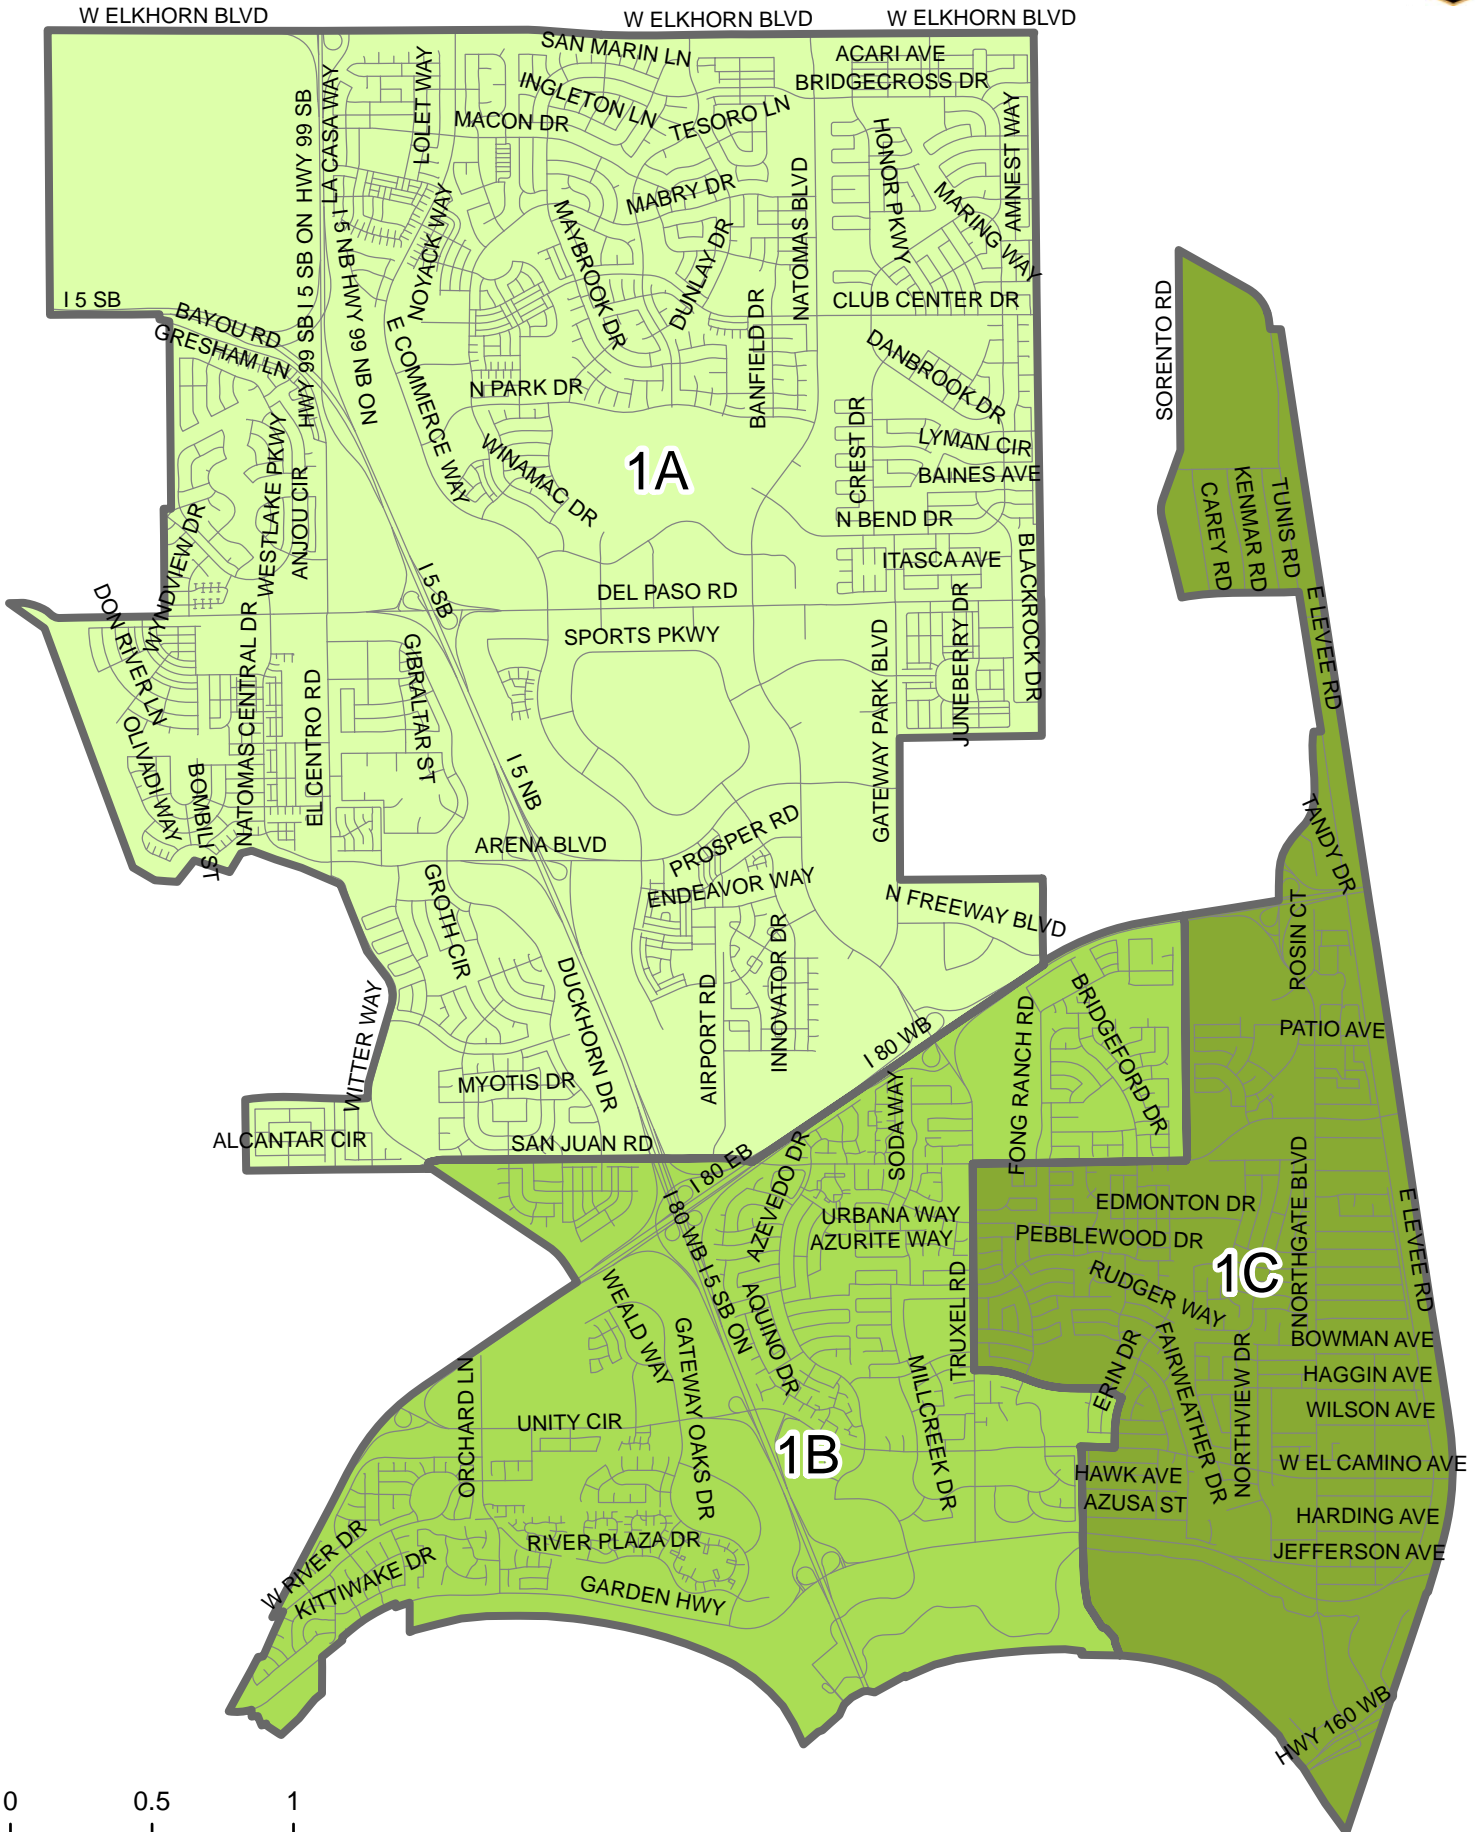 W ELKHORN BLVD
W ELKHORN BLVD
W ELKHORN BLVD
SAN MARIN LN
ACARI AVE
BRIDGECROSS DR
INGLETON LN
TESORO LN
MACON DR
LOLET WAY
LA CASA WAY
HWY 99 SB I 5 SB ON HWY 99 SB
I 5 NB HWY 99 NB ON
NOYACK WAY
MAYBROOK DR
MABRY DR
DUNLAY DR
NATOMAS BLVD
HONOR PKWY
MARING WAY
AMNEST WAY
I 5 SB
BAYOU RD
GRESHAM LN
HWY 99
CLUB CENTER DR
BANFIELD DR
DANBROOK DR
E COMMERCE WAY
N PARK DR
WINAMAC DR
1A
CREST DR
LYMAN CIR
BAINES AVE
N BEND DR
ITASCA AVE
BLACKROCK DR
JUNEBERRY DR
WESTLAKE PKWY
ANJOU CIR
WYNDVIEW DR
DON RIVER LN
I 5 SB
DEL PASO RD
SPORTS PKWY
GIBRALTAR ST
NATOMAS CENTRAL DR
EL CENTRO RD
OLIVADI WAY
BOMBILI ST
GATEWAY PARK BLVD
I 5 NB
ARENA BLVD
PROSPER RD
ENDEAVOR WAY
N FREEWAY BLVD
GROTH CIR
DUCKHORN DR
AIRPORT RD
INNOVATOR DR
WITTER WAY
MYOTIS DR
ALCANTAR CIR
SAN JUAN RD
I 80 WB
I 80 EB
SORENTO RD
CAREY RD
KENMAR RD
TUNIS RD
E LEVEE RD
TANDY DR
ROSIN CT
PATIO AVE
BRIDGEFORD DR
FONG RANCH RD
SODA WAY
AZEVEDO DR
URBANA WAY
AZURITE WAY
I 80 WB I 5 SB ON
AQUINO DR
TRUXEL RD
EDMONTON DR
PEBBLEWOOD DR
RUDGER WAY
1C
NORTHGATE BLVD
E LEVEE RD
BOWMAN AVE
HAGGIN AVE
WILSON AVE
W EL CAMINO AVE
HARDING AVE
JEFFERSON AVE
ERIN DR
FAIRWEATHER DR
NORTHVIEW DR
HAWK AVE
AZUSA ST
MILLCREEK DR
1B
WEALD WAY
GATEWAY OAKS DR
ORCHARD LN
UNITY CIR
RIVER PLAZA DR
GARDEN HWY
W RIVER DR
KITTIWAKE DR
HWY 160 WB
0 0.5 1